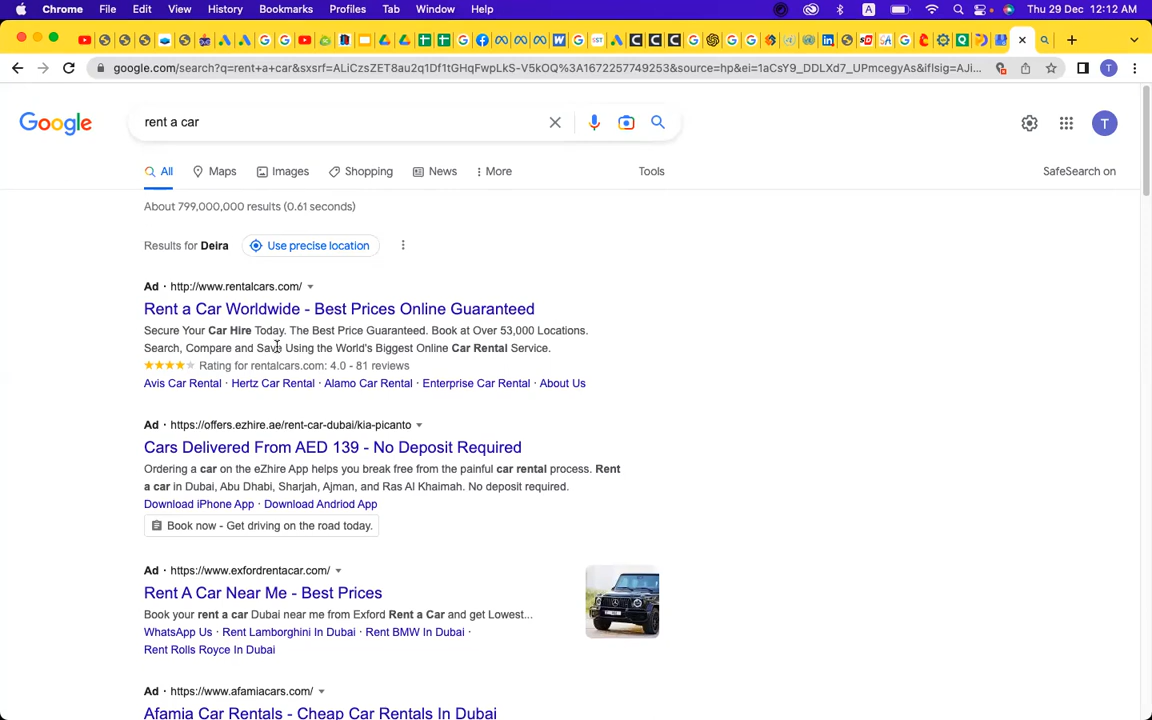 Chrome File Edit View History Bookmarks Profiles Tab Window Help A Thu 29 Dec 12:12 AM
google.com/search?q=rent+a+car&sxsrf=ALiCzsZET8au2q1Df1tGHqFwpLkS-V5kOQ%3A1672257749253&source=hp&ei=1aCsY9_DDLXd7_UPmcegyAs&iflsig=AJi... T
Google rent a car T
All Maps Images Shopping News More Tools SafeSearch on
About 799,000,000 results (0.61 seconds)
Results for Deira Use precise location
Ad · http://www.rentalcars.com/
Rent a Car Worldwide - Best Prices Online Guaranteed
Secure Your Car Hire Today. The Best Price Guaranteed. Book at Over 53,000 Locations.
Search, Compare and Save Using the World's Biggest Online Car Rental Service.
Rating for rentalcars.com: 4.0 - 81 reviews
Avis Car Rental · Hertz Car Rental · Alamo Car Rental · Enterprise Car Rental · About Us
Ad · https://offers.ezhire.ae/rent-car-dubai/kia-picanto
Cars Delivered From AED 139 - No Deposit Required
Ordering a car on the eZhire App helps you break free from the painful car rental process. Rent
a car in Dubai, Abu Dhabi, Sharjah, Ajman, and Ras Al Khaimah. No deposit required.
Download iPhone App · Download Andriod App
Book now - Get driving on the road today.
Ad · https://www.exfordrentacar.com/
Rent A Car Near Me - Best Prices
Book your rent a car Dubai near me from Exford Rent a Car and get Lowest...
WhatsApp Us · Rent Lamborghini In Dubai · Rent BMW In Dubai ·
Rent Rolls Royce In Dubai
Ad · https://www.afamiacars.com/
Afamia Car Rentals - Cheap Car Rentals In Dubai